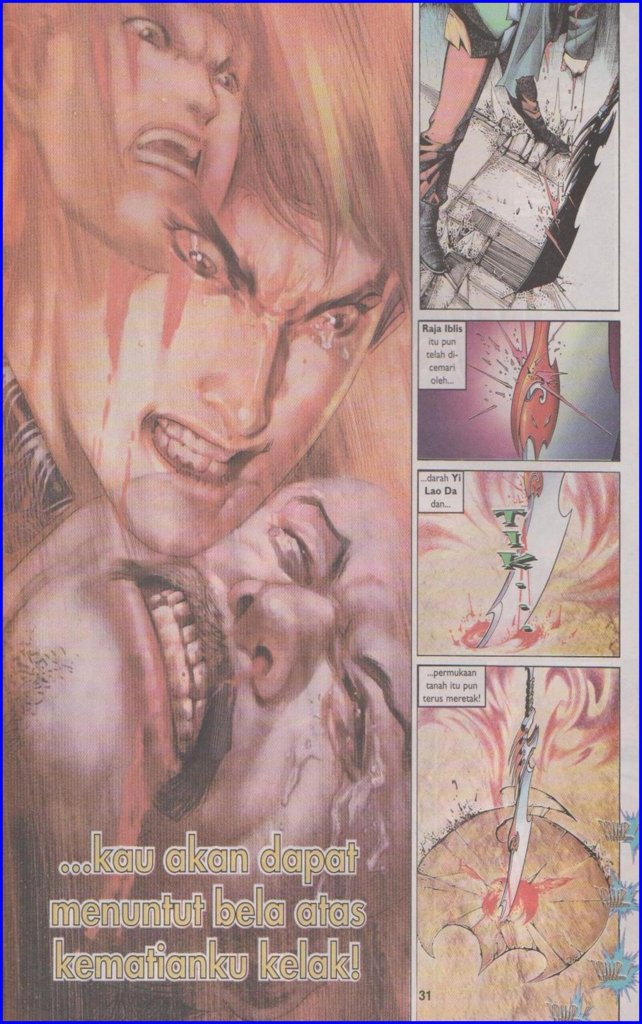 ...kau akan dapat
menuntut bela atas
kematianku kelak!
Raja Iblis
itu pun
telah di-
cemari
oleh...
...darah Yi
Lao Da
dan...
TIK...
...permukaan
tanah itu pun
terus meretak!
31